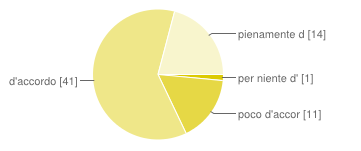 pienamente d [14]
d'accordo [41]
per niente d' [1]
poco d'accor [11]